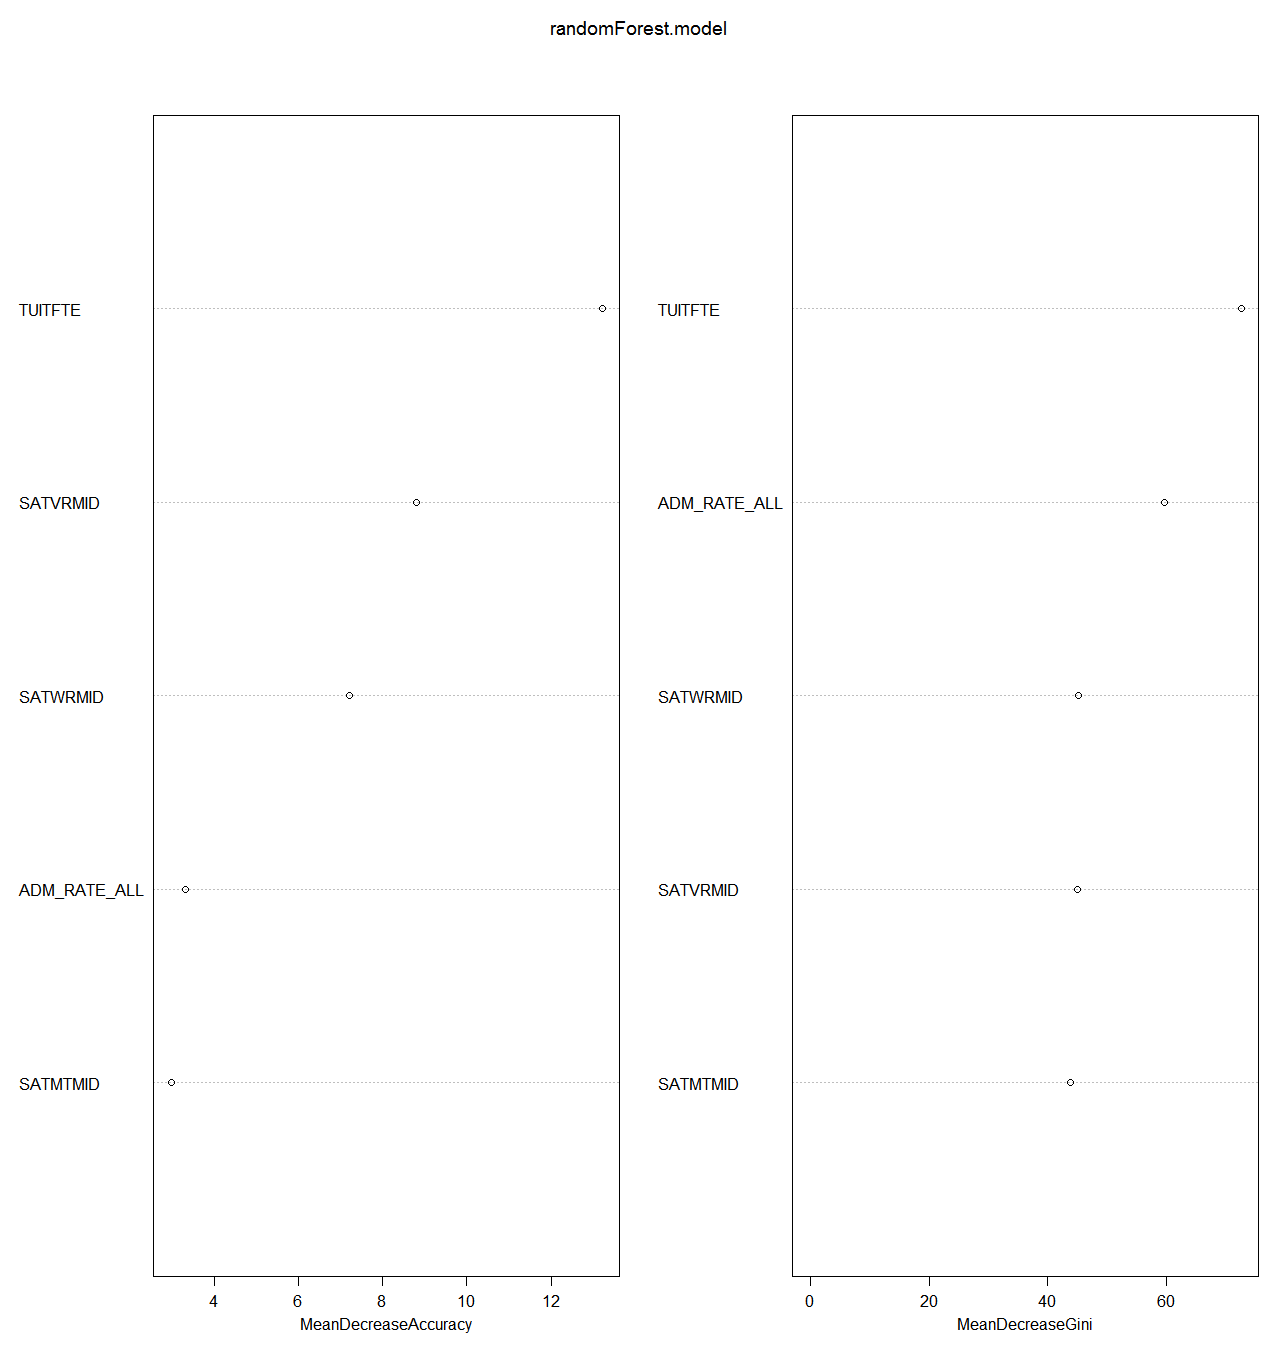 randomForest.model
TUITFTE
SATVRMID
SATWRMID
ADM_RATE_ALL
SATMTMID
4 6 8 10 12
MeanDecreaseAccuracy
TUITFTE
ADM_RATE_ALL
SATWRMID
SATVRMID
SATMTMID
0 20 40 60
MeanDecreaseGini